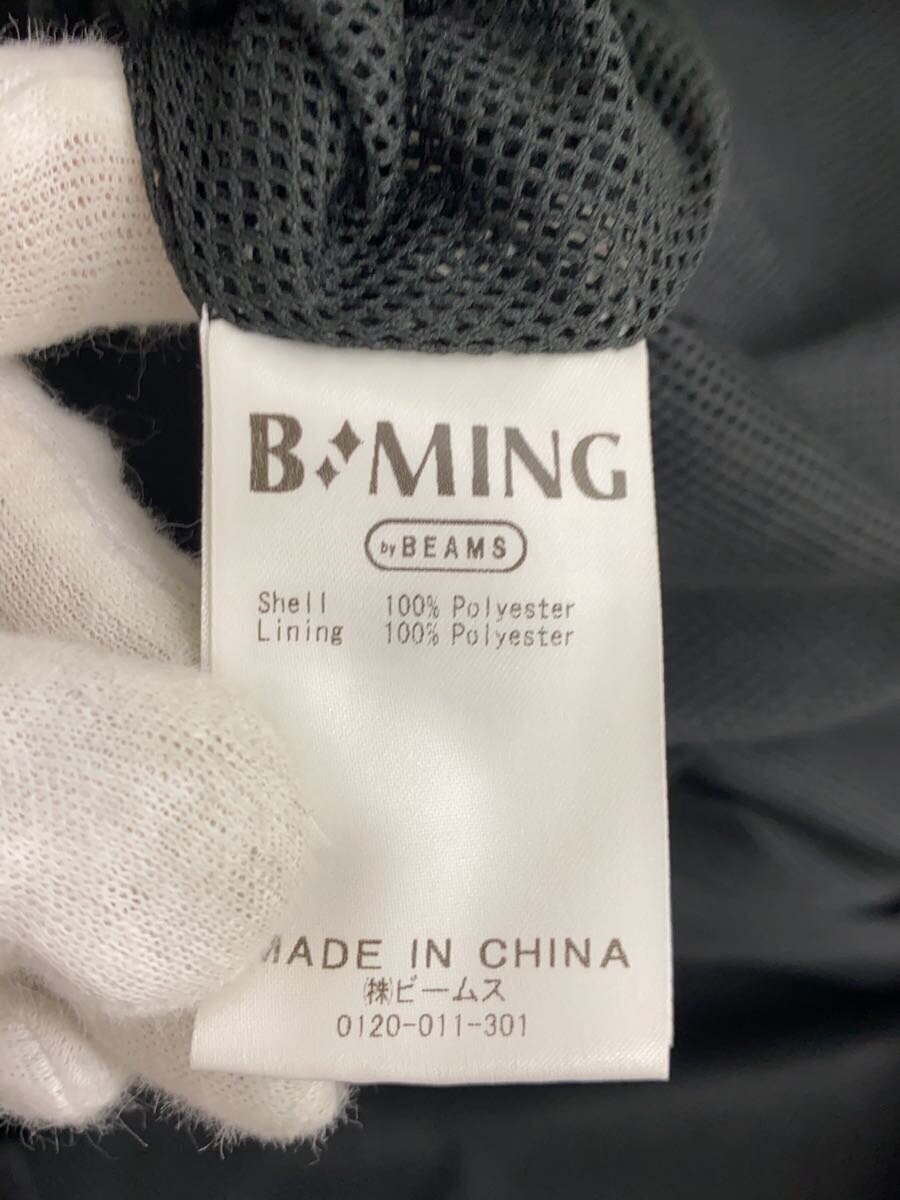 B MING
by BEAMS
Shell 100% Polyester
Lining 100% Polyester
MADE IN CHINA
㈱ビームス
0120-011-301